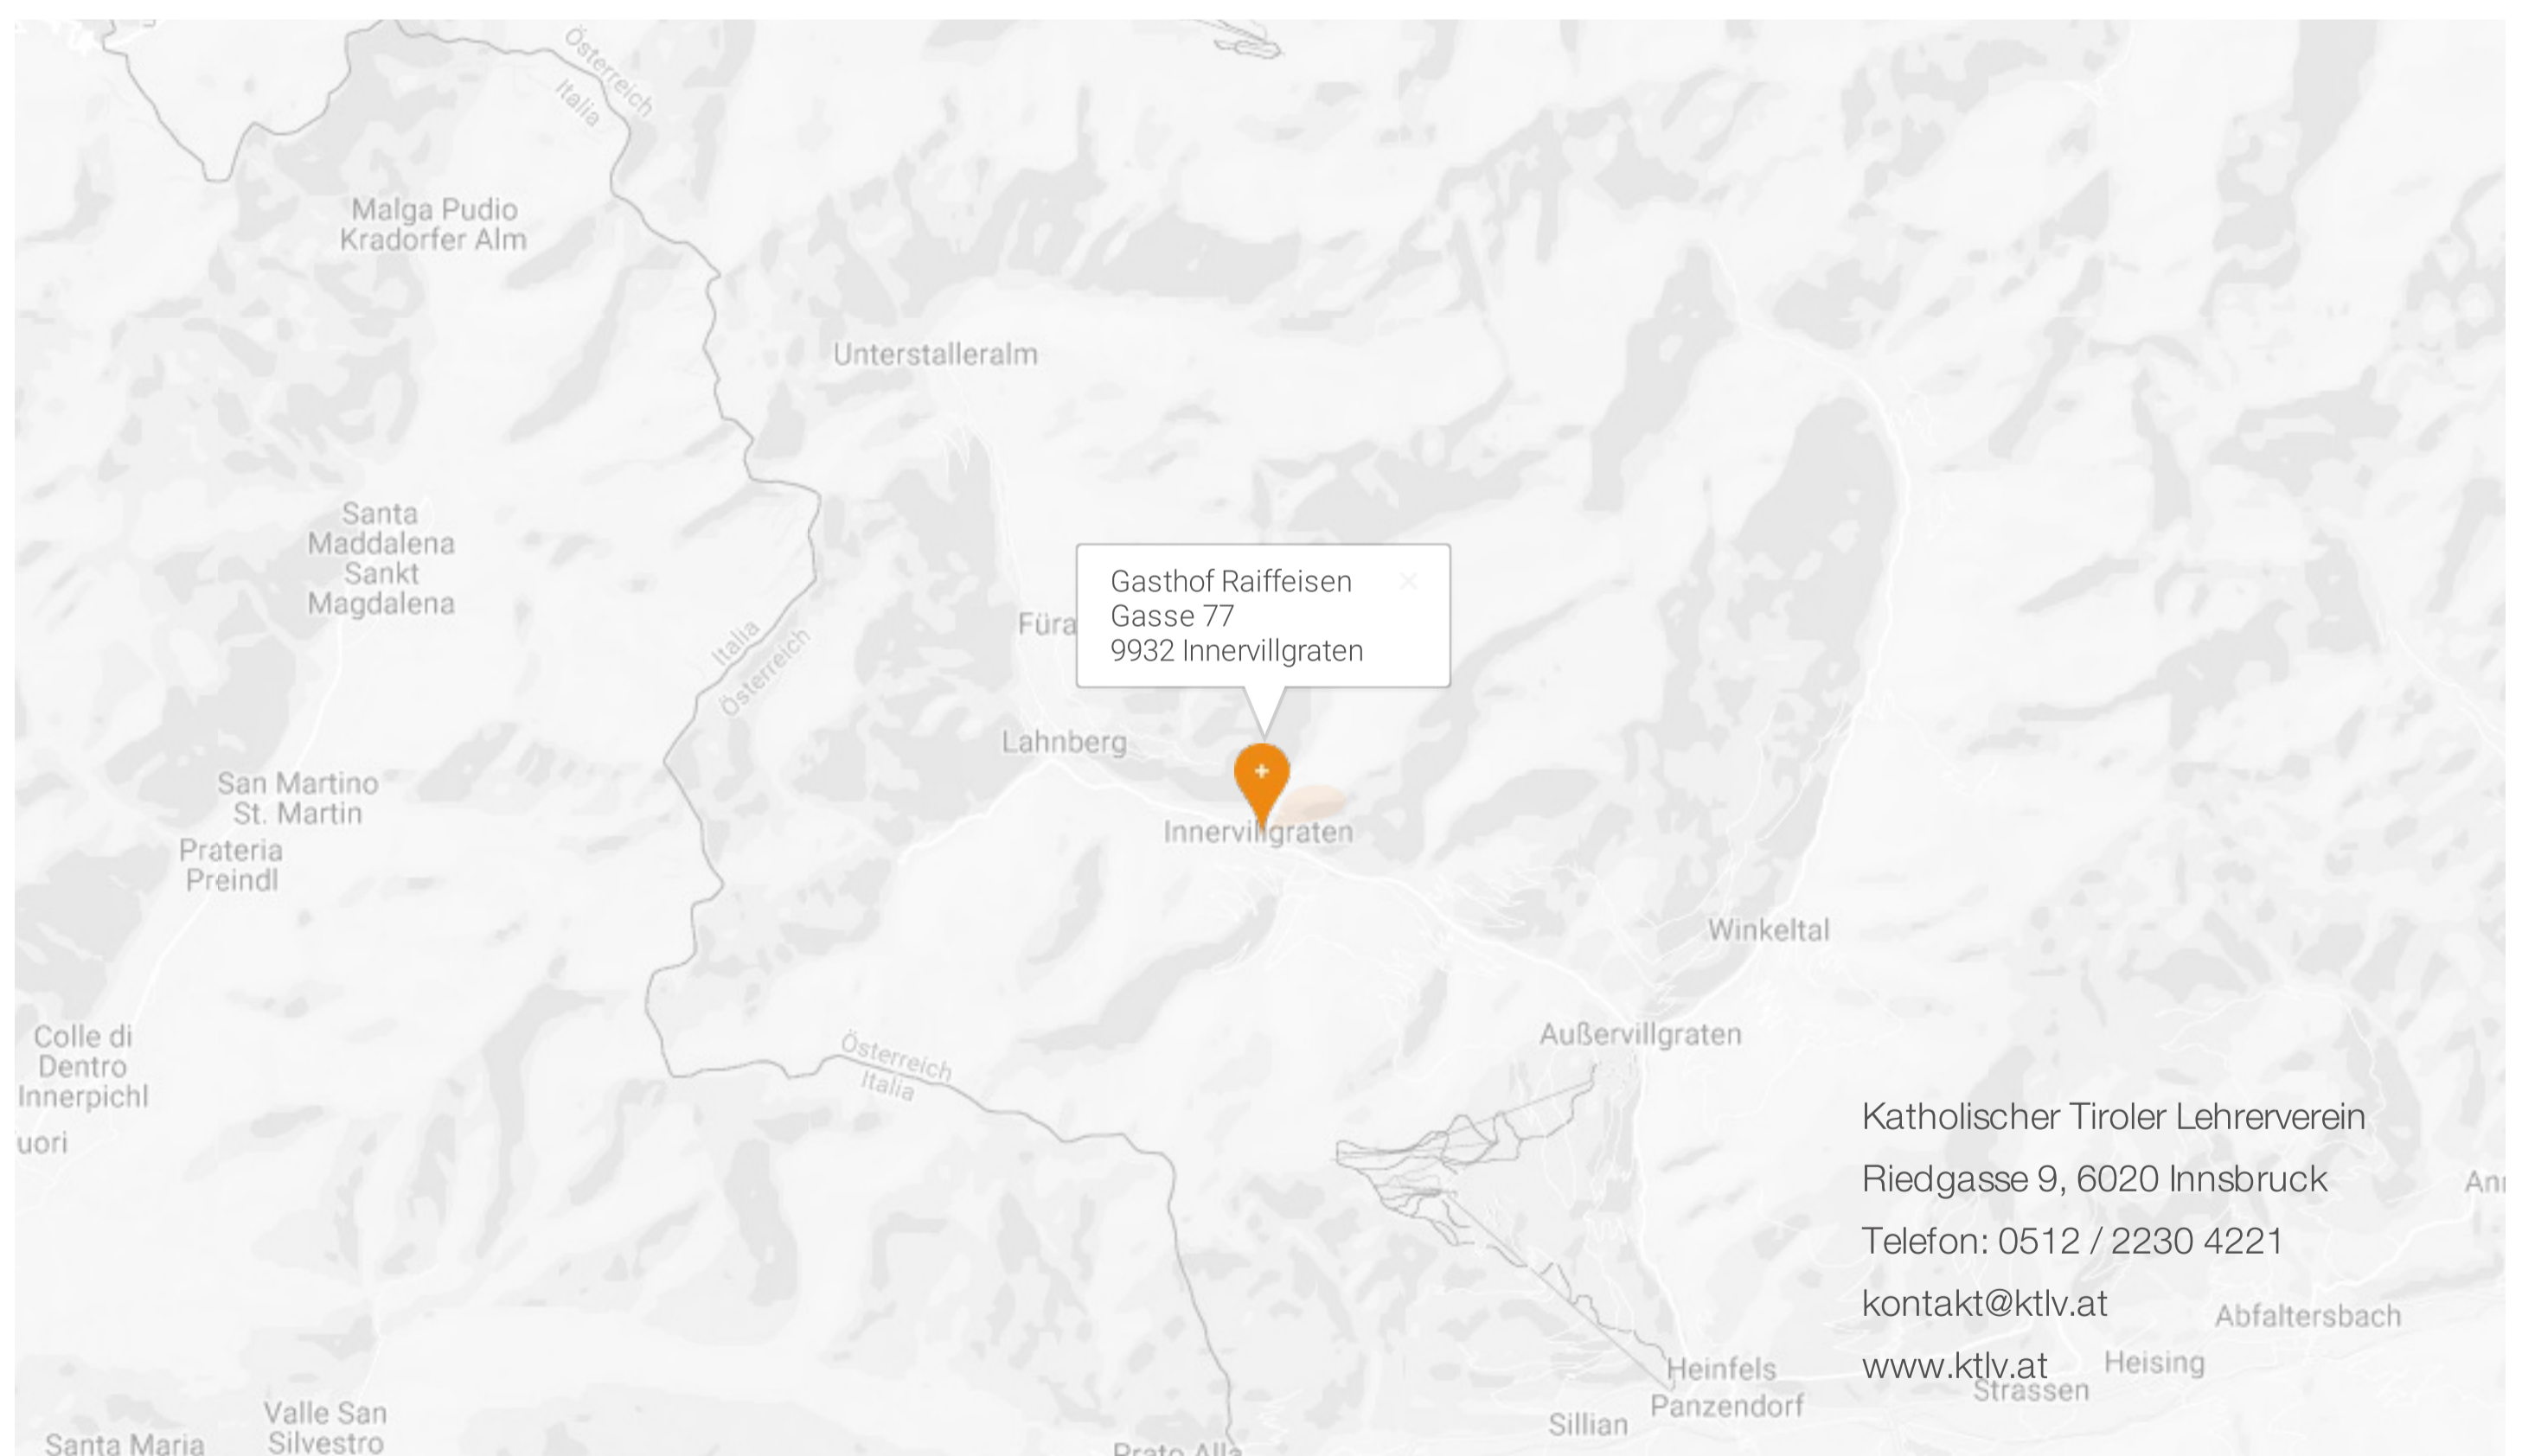 Österreich
Italia
Malga Pudio
Kradorfer Alm
Unterstalleralm
Santa
Maddalena
Sankt
Magdalena
Gasthof Raiffeisen
Gasse 77
9932 Innervillgraten
Italia
Österreich
Lahnberg
San Martino
St. Martin
Innervillgraten
Prateria
Preindl
Winkeltal
Colle di
Dentro
Innerpichl
Außervillgraten
Österreich
Italia
Katholischer Tiroler Lehrerverein
Riedgasse 9, 6020 Innsbruck
Telefon: 0512 / 2230 4221
kontakt@ktlv.at
www.ktlv.at
Abfaltersbach
Heising
Strassen
Heinfels
Panzendorf
Sillian
Valle San
Silvestro
Santa Maria